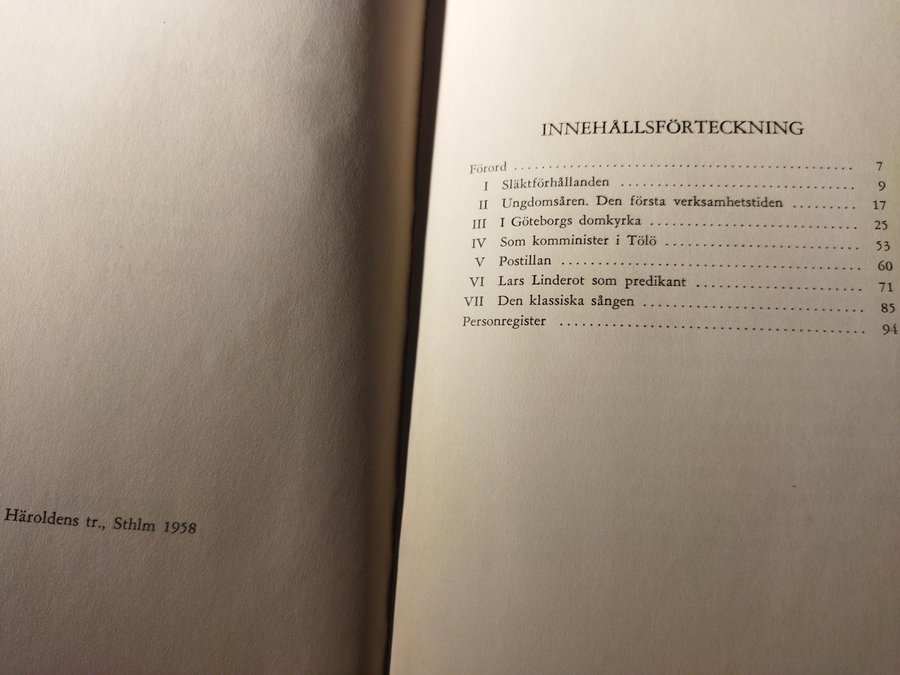 Häroldens tr., Sthlm 1958
INNEHÅLLSFÖRTECKNING
Förord ................................................ 7
I Släktförhållanden ................................ 9
II Ungdomsåren. Den första verksamhetstiden ......... 17
III I Göteborgs domkyrka ............................. 25
IV Som komminister i Tölö ........................... 53
V Postillan ........................................ 60
VI Lars Linderot som predikant ...................... 71
VII Den klassiska sången ............................. 85
Personregister ........................................ 94